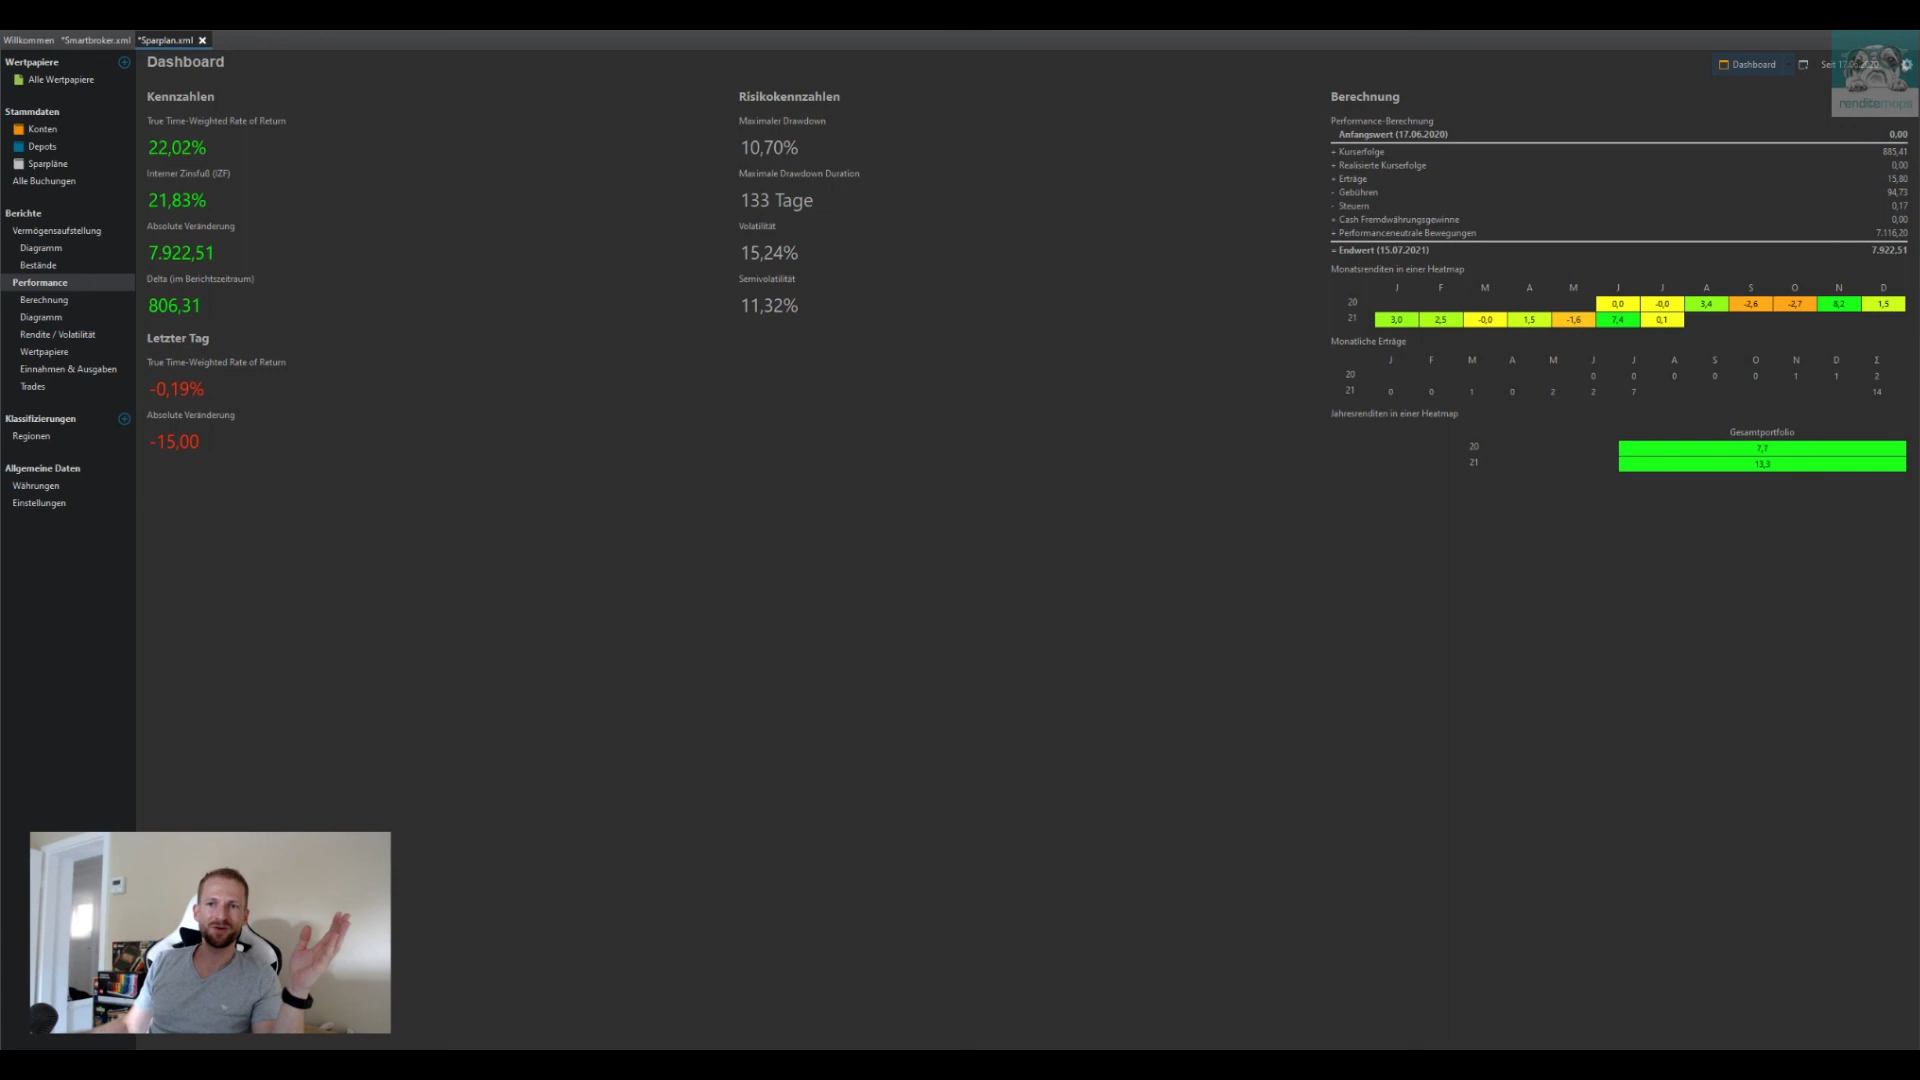 Willkommen *Smartbroker.xml *Sparplan.xml
Wertpapiere
Alle Wertpapiere
Stammdaten
Konten
Depots
Sparpläne
Alle Buchungen
Berichte
Vermögensaufstellung
Diagramm
Bestände
Performance
Berechnung
Diagramm
Rendite / Volatilität
Wertpapiere
Einnahmen & Ausgaben
Trades
Klassifizierungen
Regionen
Allgemeine Daten
Währungen
Einstellungen
Dashboard
Dashboard
Seit 17.06.2020
renditemops
Kennzahlen
True Time-Weighted Rate of Return
22,02%
Interner Zinsfuß (IZF)
21,83%
Absolute Veränderung
7.922,51
Delta (im Berichtszeitraum)
806,31
Letzter Tag
True Time-Weighted Rate of Return
-0,19%
Absolute Veränderung
-15,00
Risikokennzahlen
Maximaler Drawdown
10,70%
Maximale Drawdown Duration
133 Tage
Volatilität
15,24%
Semivolatilität
11,32%
Berechnung
Performance-Berechnung
Anfangswert (17.06.2020) 0,00
+ Kurserfolge 885,41
+ Realisierte Kurserfolge 0,00
+ Erträge 15,80
- Gebühren 94,73
- Steuern 0,17
+ Cash Fremdwährungsgewinne 0,00
+ Performanceneutrale Bewegungen 7.116,20
= Endwert (15.07.2021) 7.922,51
Monatsrenditen in einer Heatmap
J F M A M J J A S O N D
20 0,0 -0,0 3,4 -2,6 -2,7 8,2 1,5
21 3,0 2,5 -0,0 1,5 -1,6 7,4 0,1
Monatliche Erträge
J F M A M J J A S O N D Σ
20 0 0 0 0 0 1 1 2
21 0 0 1 0 2 2 7 14
Jahresrenditen in einer Heatmap
Gesamtportfolio
20 7,7
21 13,3